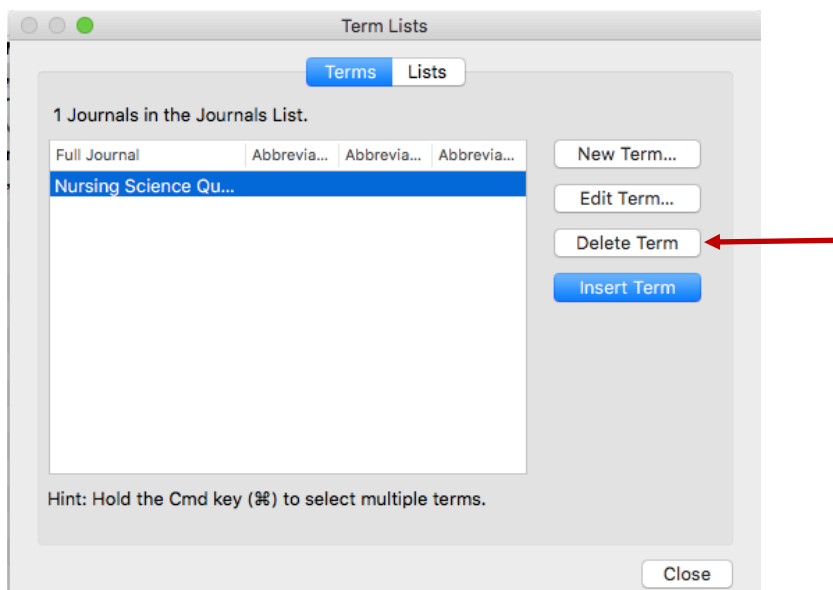 Term Lists
Terms Lists
1 Journals in the Journals List.
Full Journal Abbrevia... Abbrevia... Abbrevia...
Nursing Science Qu...
New Term...
Edit Term...
Delete Term
Insert Term
Hint: Hold the Cmd key (⌘) to select multiple terms.
Close